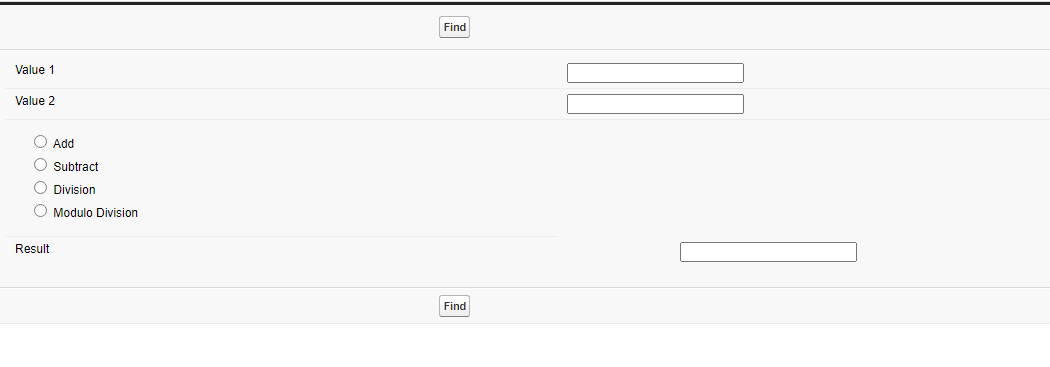 Find
Value 1
Value 2
Add
Subtract
Division
Modulo Division
Result
Find